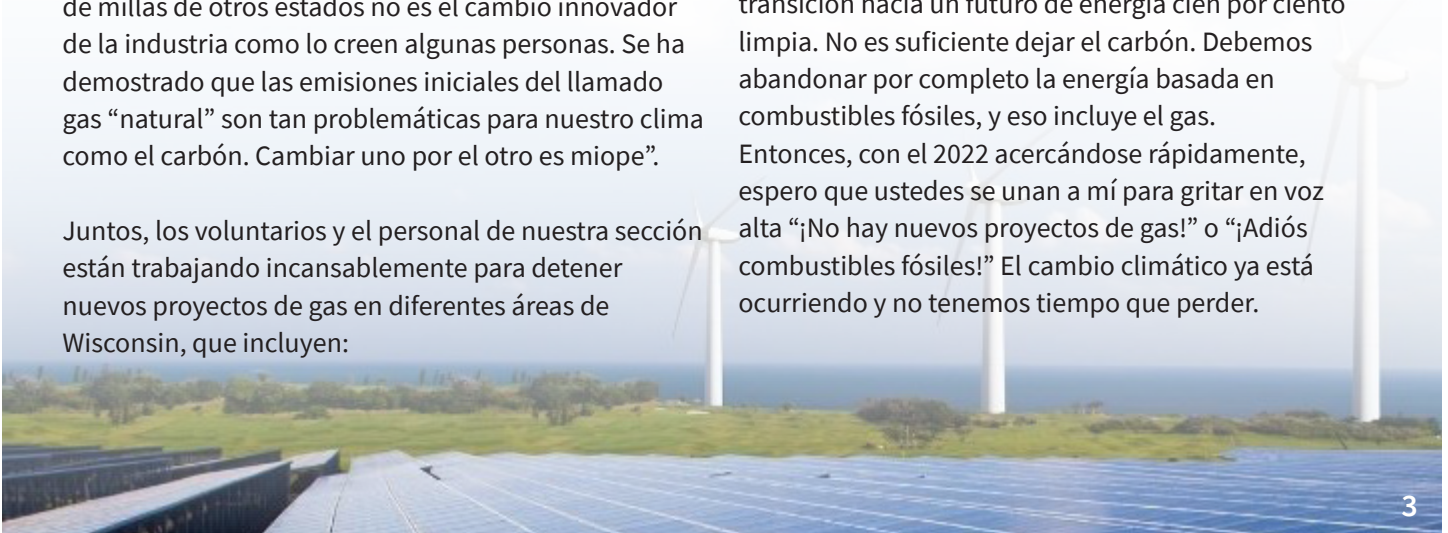 de millas de otros estados no es el cambio innovador
de la industria como lo creen algunas personas. Se ha
demostrado que las emisiones iniciales del llamado
gas “natural” son tan problemáticas para nuestro clima
como el carbón. Cambiar uno por el otro es miope”.
Juntos, los voluntarios y el personal de nuestra sección
están trabajando incansablemente para detener
nuevos proyectos de gas en diferentes áreas de
Wisconsin, que incluyen:
transición hacia un futuro de energía cien por ciento
limpia. No es suficiente dejar el carbón. Debemos
abandonar por completo la energía basada en
combustibles fósiles, y eso incluye el gas.
Entonces, con el 2022 acercándose rápidamente,
espero que ustedes se unan a mí para gritar en voz
alta “¡No hay nuevos proyectos de gas!” o “¡Adiós
combustibles fósiles!” El cambio climático ya está
ocurriendo y no tenemos tiempo que perder.
3